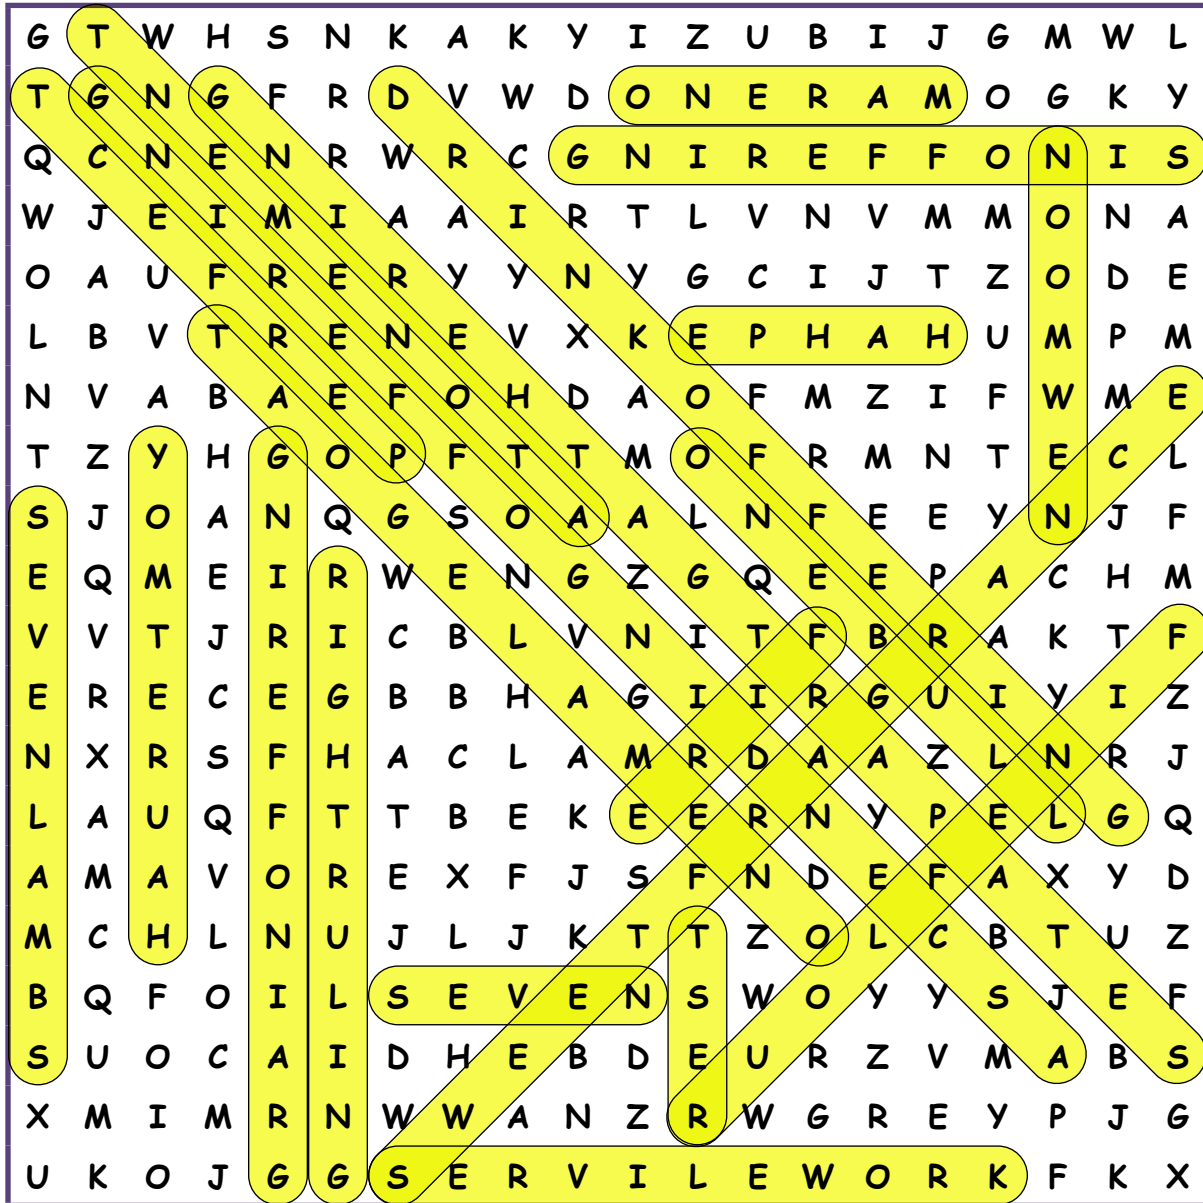 G T W H S N K A K Y I Z U B I J G M W L
T G N G F R D V W D O N E R A M O G K Y
Q C N E N R W R C G N I R E F F O N I S
W J E I M I A A I R T L V N V M M O N A
O A U F R E R Y Y N Y G C I J T Z O D E
L B V T R E N E V X K E P H A H U M P M
N V A B A E F O H D A O F M Z I F W M E
T Z Y H G O P F T T M O F R M N T E C L
S J O A N Q G S O A A L N F E E Y N J F
E Q M E I R W E N G Z G Q E E P A C H M
V V T J R I C B L V N I T F B R A K T F
E R E C E G B B H A G I I R G U I Y I Z
N X R S F H A C L A M R D A A Z L N R J
L A U Q F T T B E K E E R N Y P E L G Q
A M A V O R E X F J S F N D E F A X Y D
M C H L N U J L J K T T Z O L C B T U Z
B Q F O I L S E V E N S W O Y Y S J E F
S U O C A I D H E B D E U R Z V M A B S
X M I M R N W W A N Z R W G R E Y P J G
U K O J G G S E R V I L E W O R K F K X